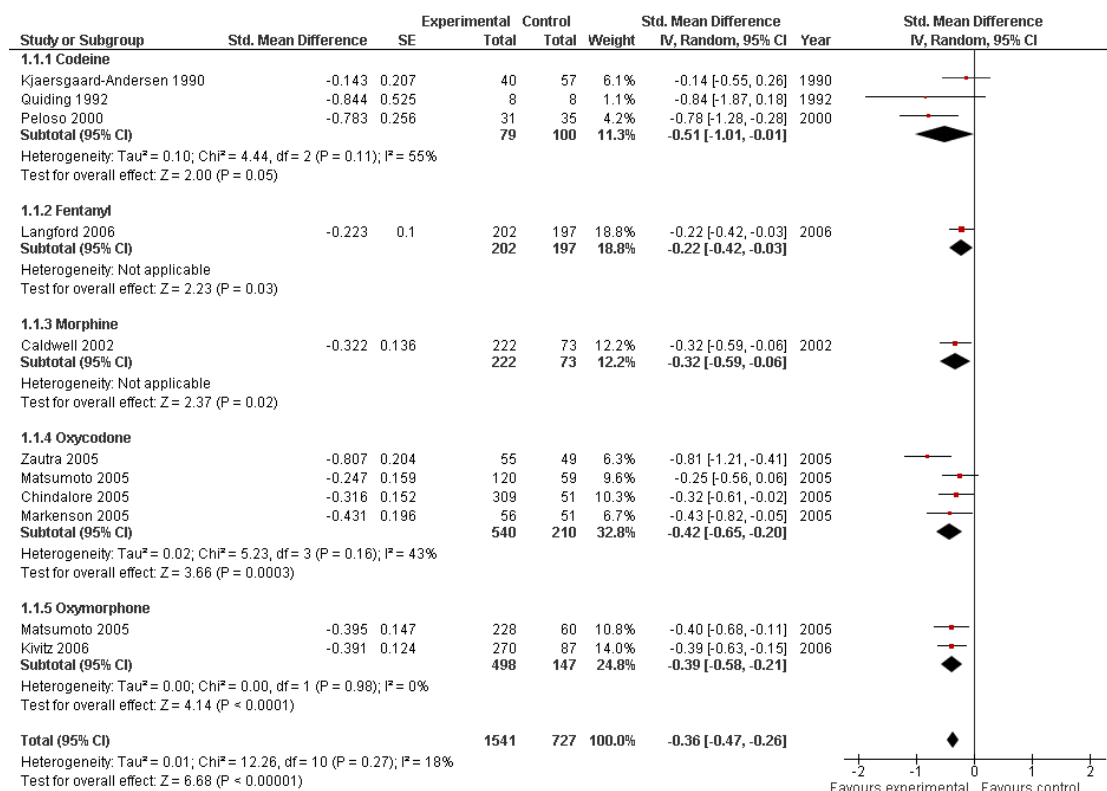 Experimental Control Std. Mean Difference Std. Mean Difference
Study or Subgroup Std. Mean Difference SE Total Total Weight IV, Random, 95% CI Year IV, Random, 95% CI
1.1.1 Codeine
Kjaersgaard-Andersen 1990 -0.143 0.207 40 57 6.1% -0.14 [-0.55, 0.26] 1990
Quiding 1992 -0.844 0.525 8 8 1.1% -0.84 [-1.87, 0.18] 1992
Peloso 2000 -0.783 0.256 31 35 4.2% -0.78 [-1.28, -0.28] 2000
Subtotal (95% CI) 79 100 11.3% -0.51 [-1.01, -0.01]
Heterogeneity: Tau² = 0.10; Chi² = 4.44, df = 2 (P = 0.11); I² = 55%
Test for overall effect: Z = 2.00 (P = 0.05)
1.1.2 Fentanyl
Langford 2006 -0.223 0.1 202 197 18.8% -0.22 [-0.42, -0.03] 2006
Subtotal (95% CI) 202 197 18.8% -0.22 [-0.42, -0.03]
Heterogeneity: Not applicable
Test for overall effect: Z = 2.23 (P = 0.03)
1.1.3 Morphine
Caldwell 2002 -0.322 0.136 222 73 12.2% -0.32 [-0.59, -0.06] 2002
Subtotal (95% CI) 222 73 12.2% -0.32 [-0.59, -0.06]
Heterogeneity: Not applicable
Test for overall effect: Z = 2.37 (P = 0.02)
1.1.4 Oxycodone
Zautra 2005 -0.807 0.204 55 49 6.3% -0.81 [-1.21, -0.41] 2005
Matsumoto 2005 -0.247 0.159 120 59 9.6% -0.25 [-0.56, 0.06] 2005
Chindalore 2005 -0.316 0.152 309 51 10.3% -0.32 [-0.61, -0.02] 2005
Markenson 2005 -0.431 0.196 56 51 6.7% -0.43 [-0.82, -0.05] 2005
Subtotal (95% CI) 540 210 32.8% -0.42 [-0.65, -0.20]
Heterogeneity: Tau² = 0.02; Chi² = 5.23, df = 3 (P = 0.16); I² = 43%
Test for overall effect: Z = 3.66 (P = 0.0003)
1.1.5 Oxymorphone
Matsumoto 2005 -0.395 0.147 228 60 10.8% -0.40 [-0.68, -0.11] 2005
Kivitz 2006 -0.391 0.124 270 87 14.0% -0.39 [-0.63, -0.15] 2006
Subtotal (95% CI) 498 147 24.8% -0.39 [-0.58, -0.21]
Heterogeneity: Tau² = 0.00; Chi² = 0.00, df = 1 (P = 0.98); I² = 0%
Test for overall effect: Z = 4.14 (P < 0.0001)
Total (95% CI) 1541 727 100.0% -0.36 [-0.47, -0.26]
Heterogeneity: Tau² = 0.01; Chi² = 12.26, df = 10 (P = 0.27); I² = 18%
Test for overall effect: Z = 6.68 (P < 0.00001)
-2 -1 0 1 2
Favours experimental Favours control